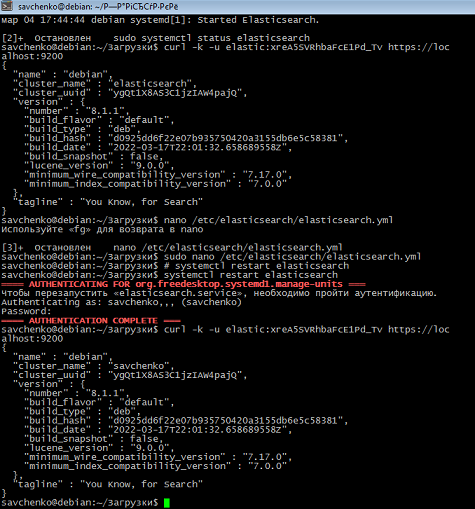 мар 04 17:44:44 debian systemd[1]: Started Elasticsearch.
[2]+  Остановлен    sudo systemctl status elasticsearch
savchenko@debian:~/Загрузки$ curl -k -u elastic:xreA5SVRhbaFcE1Pd_Tv https://loc
alhost:9200
{
  "name" : "debian",
  "cluster_name" : "elasticsearch",
  "cluster_uuid" : "ygQt1X8AS3C1jzIAW4pajQ",
  "version" : {
    "number" : "8.1.1",
    "build_flavor" : "default",
    "build_type" : "deb",
    "build_hash" : "d0925dd6f22e07b935750420a3155db6e5c58381",
    "build_date" : "2022-03-17T22:01:32.658689558Z",
    "build_snapshot" : false,
    "lucene_version" : "9.0.0",
    "minimum_wire_compatibility_version" : "7.17.0",
    "minimum_index_compatibility_version" : "7.0.0"
  },
  "tagline" : "You Know, for Search"
}
savchenko@debian:~/Загрузки$ nano /etc/elasticsearch/elasticsearch.yml
Используйте «fg» для возврата в nano
[3]+  Остановлен    nano /etc/elasticsearch/elasticsearch.yml
savchenko@debian:~/Загрузки$ sudo nano /etc/elasticsearch/elasticsearch.yml
savchenko@debian:~/Загрузки$ # systemctl restart elasticsearch
savchenko@debian:~/Загрузки$ systemctl restart elasticsearch
==== AUTHENTICATING FOR org.freedesktop.systemd1.manage-units ===
Чтобы перезапустить «elasticsearch.service», необходимо пройти аутентификацию.
Authenticating as: savchenko,,, (savchenko)
Password:
==== AUTHENTICATION COMPLETE ===
savchenko@debian:~/Загрузки$ curl -k -u elastic:xreA5SVRhbaFcE1Pd_Tv https://loc
alhost:9200
{
  "name" : "debian",
  "cluster_name" : "savchenko",
  "cluster_uuid" : "ygQt1X8AS3C1jzIAW4pajQ",
  "version" : {
    "number" : "8.1.1",
    "build_flavor" : "default",
    "build_type" : "deb",
    "build_hash" : "d0925dd6f22e07b935750420a3155db6e5c58381",
    "build_date" : "2022-03-17T22:01:32.658689558Z",
    "build_snapshot" : false,
    "lucene_version" : "9.0.0",
    "minimum_wire_compatibility_version" : "7.17.0",
    "minimum_index_compatibility_version" : "7.0.0"
  },
  "tagline" : "You Know, for Search"
}
savchenko@debian:~/Загрузки$